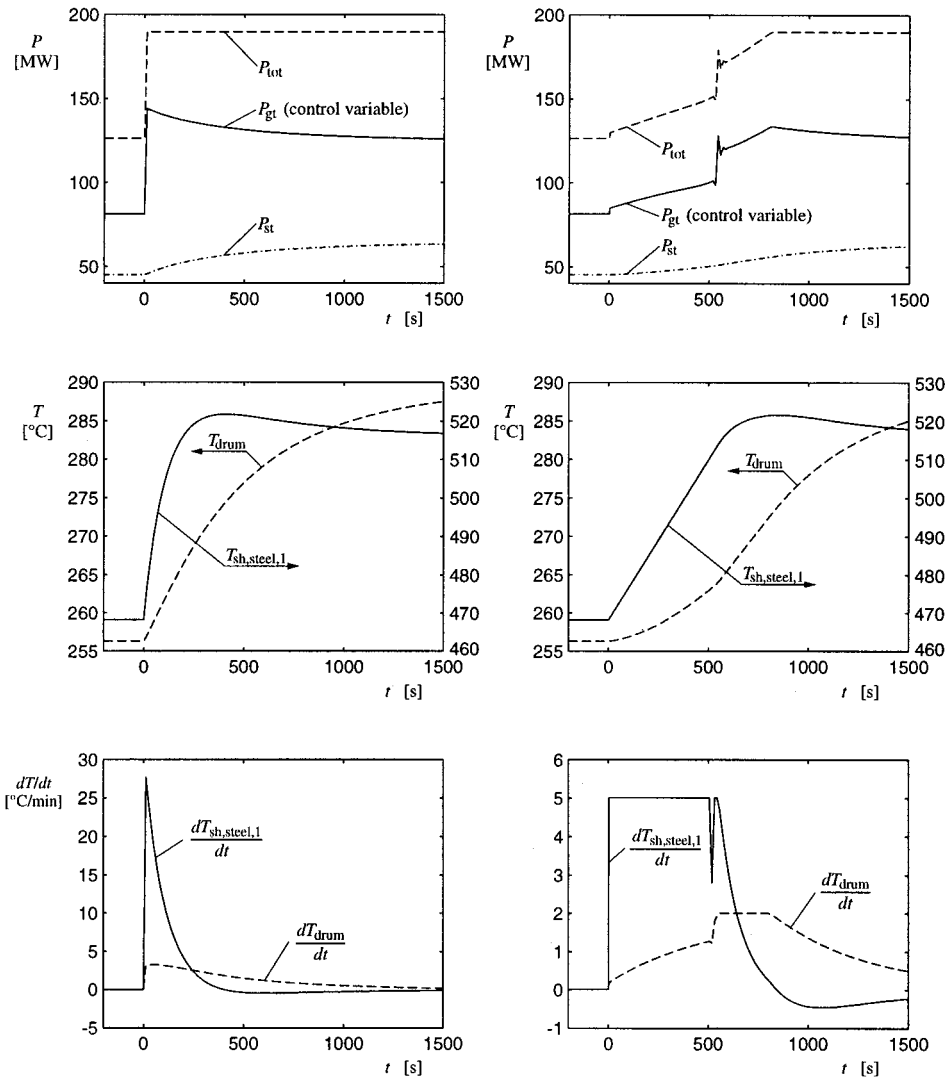 200
P
[MW]
150
100
50
P_tot
P_gt (control variable)
P_st
0 500 1000 1500
t [s]
200
P
[MW]
150
100
50
P_tot
P_gt (control variable)
P_st
0 500 1000 1500
t [s]
290
T
[°C]
285
280
275
270
265
260
255
530
520
510
500
490
480
470
460
T_drum
T_sh,steel,1
0 500 1000 1500
t [s]
290
T
[°C]
285
280
275
270
265
260
255
530
520
510
500
490
480
470
460
T_drum
T_sh,steel,1
0 500 1000 1500
t [s]
30
dT/dt
[°C/min]
25
20
15
10
5
0
-5
dT_sh,steel,1
dt
dT_drum
dt
0 500 1000 1500
t [s]
6
5
4
3
2
1
0
-1
dT_sh,steel,1
dt
dT_drum
dt
0 500 1000 1500
t [s]